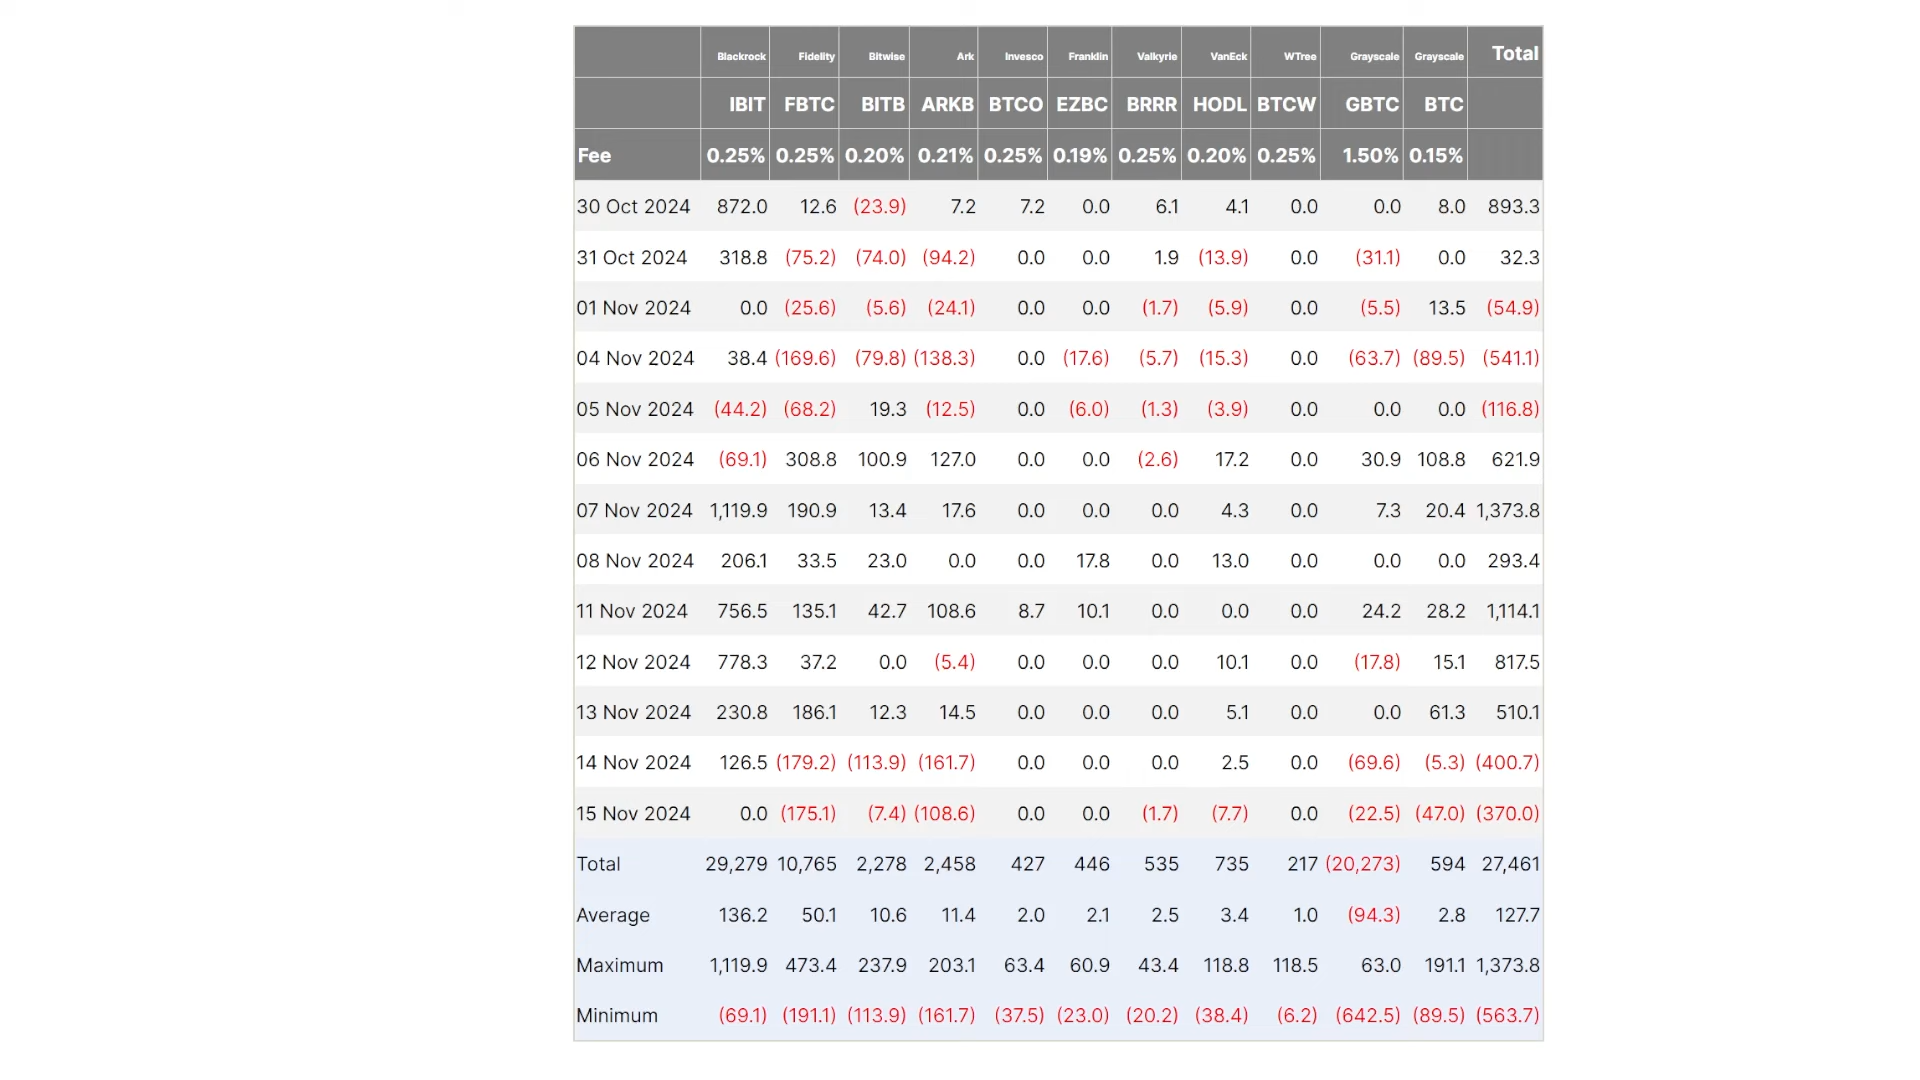 Blackrock Fidelity Bitwise Ark Invesco Franklin Valkyrie VanEck WTree Grayscale Grayscale Total
IBIT FBTC BITB ARKB BTCO EZBC BRRR HODL BTCW GBTC BTC
Fee 0.25% 0.25% 0.20% 0.21% 0.25% 0.19% 0.25% 0.20% 0.25% 1.50% 0.15%
30 Oct 2024 872.0 12.6 (23.9) 7.2 7.2 0.0 6.1 4.1 0.0 0.0 8.0 893.3
31 Oct 2024 318.8 (75.2) (74.0) (94.2) 0.0 0.0 1.9 (13.9) 0.0 (31.1) 0.0 32.3
01 Nov 2024 0.0 (25.6) (5.6) (24.1) 0.0 0.0 (1.7) (5.9) 0.0 (5.5) 13.5 (54.9)
04 Nov 2024 38.4 (169.6) (79.8) (138.3) 0.0 (17.6) (5.7) (15.3) 0.0 (63.7) (89.5) (541.1)
05 Nov 2024 (44.2) (68.2) 19.3 (12.5) 0.0 (6.0) (1.3) (3.9) 0.0 0.0 0.0 (116.8)
06 Nov 2024 (69.1) 308.8 100.9 127.0 0.0 0.0 (2.6) 17.2 0.0 30.9 108.8 621.9
07 Nov 2024 1,119.9 190.9 13.4 17.6 0.0 0.0 0.0 4.3 0.0 7.3 20.4 1,373.8
08 Nov 2024 206.1 33.5 23.0 0.0 0.0 17.8 0.0 13.0 0.0 0.0 0.0 293.4
11 Nov 2024 756.5 135.1 42.7 108.6 8.7 10.1 0.0 0.0 0.0 24.2 28.2 1,114.1
12 Nov 2024 778.3 37.2 0.0 (5.4) 0.0 0.0 0.0 10.1 0.0 (17.8) 15.1 817.5
13 Nov 2024 230.8 186.1 12.3 14.5 0.0 0.0 0.0 5.1 0.0 0.0 61.3 510.1
14 Nov 2024 126.5 (179.2) (113.9) (161.7) 0.0 0.0 0.0 2.5 0.0 (69.6) (5.3) (400.7)
15 Nov 2024 0.0 (175.1) (7.4) (108.6) 0.0 0.0 (1.7) (7.7) 0.0 (22.5) (47.0) (370.0)
Total 29,279 10,765 2,278 2,458 427 446 535 735 217 (20,273) 594 27,461
Average 136.2 50.1 10.6 11.4 2.0 2.1 2.5 3.4 1.0 (94.3) 2.8 127.7
Maximum 1,119.9 473.4 237.9 203.1 63.4 60.9 43.4 118.8 118.5 63.0 191.1 1,373.8
Minimum (69.1) (191.1) (113.9) (161.7) (37.5) (23.0) (20.2) (38.4) (6.2) (642.5) (89.5) (563.7)